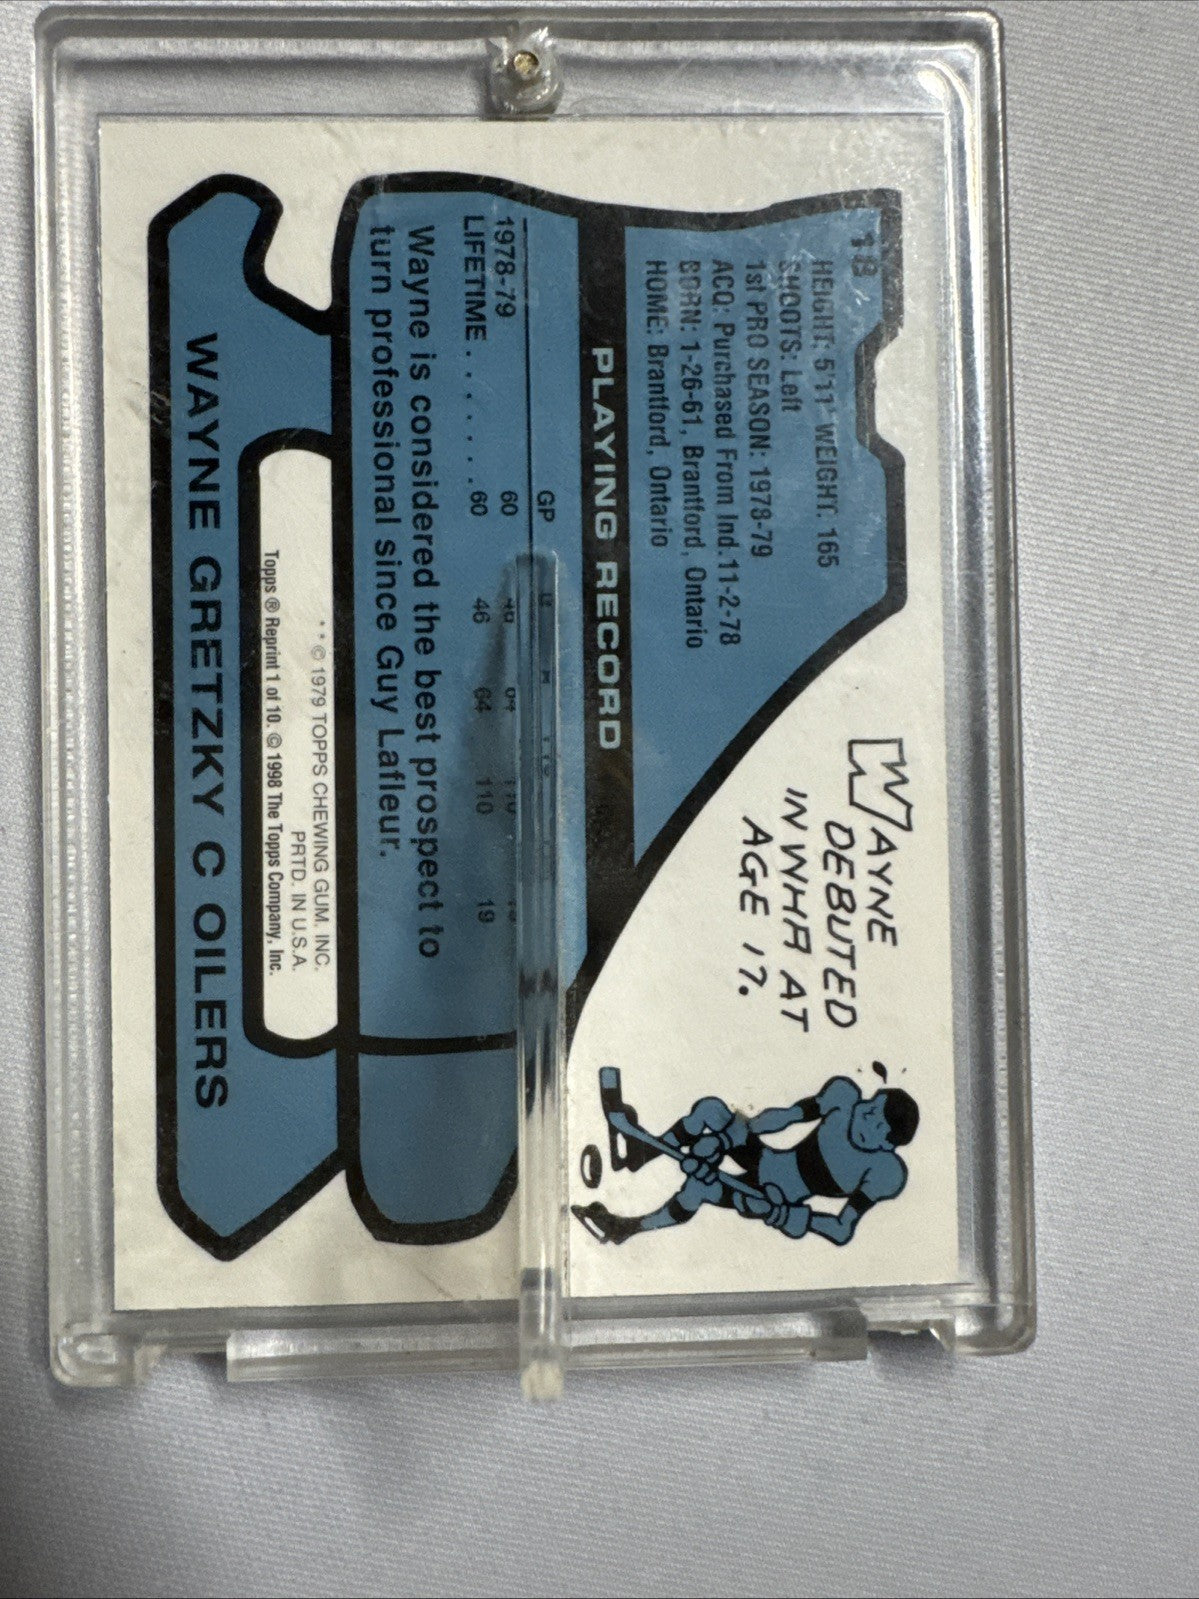 18
HEIGHT: 5'11" WEIGHT: 165
SHOOTS: Left
1st PRO SEASON: 1978-79
ACQ: Purchased From Ind. 11-2-78
BORN: 1-26-61, Brantford, Ontario
HOME: Brantford, Ontario
WAYNE
DEBUTED
IN WHA AT
AGE 17.
PLAYING RECORD
GP
1978-79 60 46 64 110 19
LIFETIME....... 60 46 64 110 19
Wayne is considered the best prospect to
turn professional since Guy Lafleur.
**© 1979 TOPPS CHEWING GUM, INC.
PRTD. IN U.S.A.
Topps ® Reprint 1 of 10. © 1998 The Topps Company, Inc.
WAYNE GRETZKY C OILERS